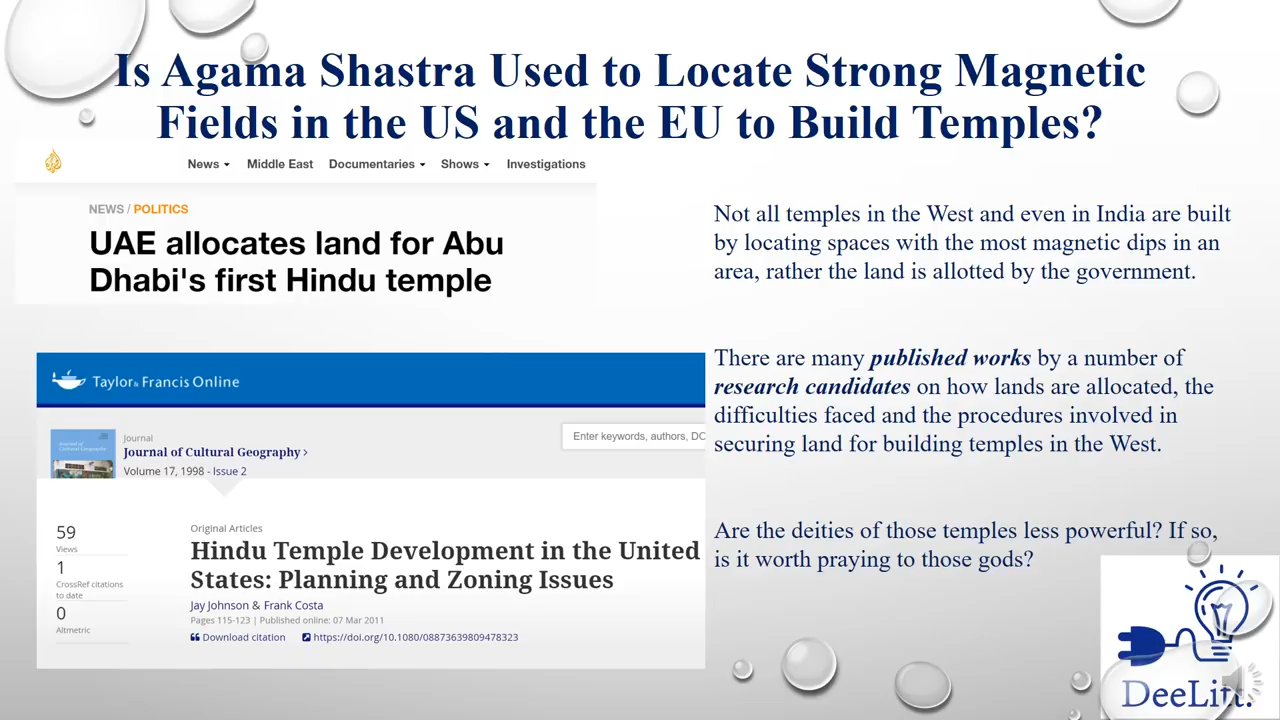 Is Agama Shastra Used to Locate Strong Magnetic
Fields in the US and the EU to Build Temples?
News
Middle East
Documentaries
Shows
Investigations
NEWS / POLITICS
UAE allocates land for Abu
Dhabi's first Hindu temple
Not all temples in the West and even in India are built
by locating spaces with the most magnetic dips in an
area, rather the land is allotted by the government.
Taylor & Francis Online
Journal
Journal of Cultural Geography >
Volume 17, 1998 - Issue 2
Enter keywords, authors, DO
59
Views
1
CrossRef citations
to date
0
Altmetric
Original Articles
Hindu Temple Development in the United
States: Planning and Zoning Issues
Jay Johnson & Frank Costa
Pages 115-123 | Published online: 07 Mar 2011
Download citation
https://doi.org/10.1080/08873639809478323
There are many published works by a number of
research candidates on how lands are allocated, the
difficulties faced and the procedures involved in
securing land for building temples in the West.
Are the deities of those temples less powerful? If so,
is it worth praying to those gods?